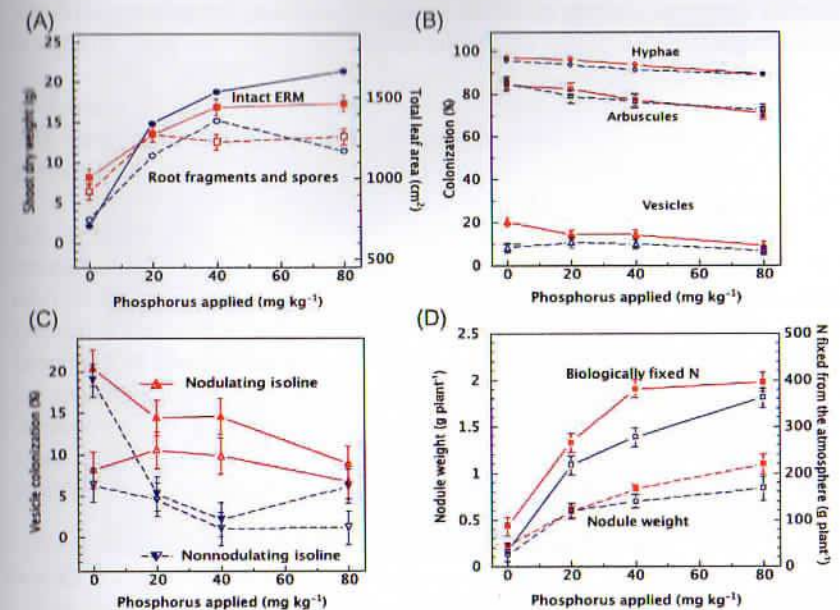 (A)
Shoot dry weight (g)
25
20
15
10
5
0
Intact ERM
Root fragments and spores
1500
1000
500
Total leaf area (cm²)
0 20 40 60 80
Phosphorus applied (mg kg⁻¹)
(B)
Colonization (%)
100
80
60
40
20
0
Hyphae
Arbuscules
Vesicles
0 20 40 60 80
Phosphorus applied (mg kg⁻¹)
(C)
Vesicle colonization (%)
20
15
10
5
0
Nodulating isoline
Nonnodulating isoline
0 20 40 60 80
Phosphorus applied (mg kg⁻¹)
(D)
Nodule weight (g plant⁻¹)
2.5
2
1.5
1
0.5
0
Biologically fixed N
Nodule weight
500
400
300
200
100
0
N fixed from the atmosphere (g plant⁻¹)
0 20 40 60 80
Phosphorus applied (mg kg⁻¹)